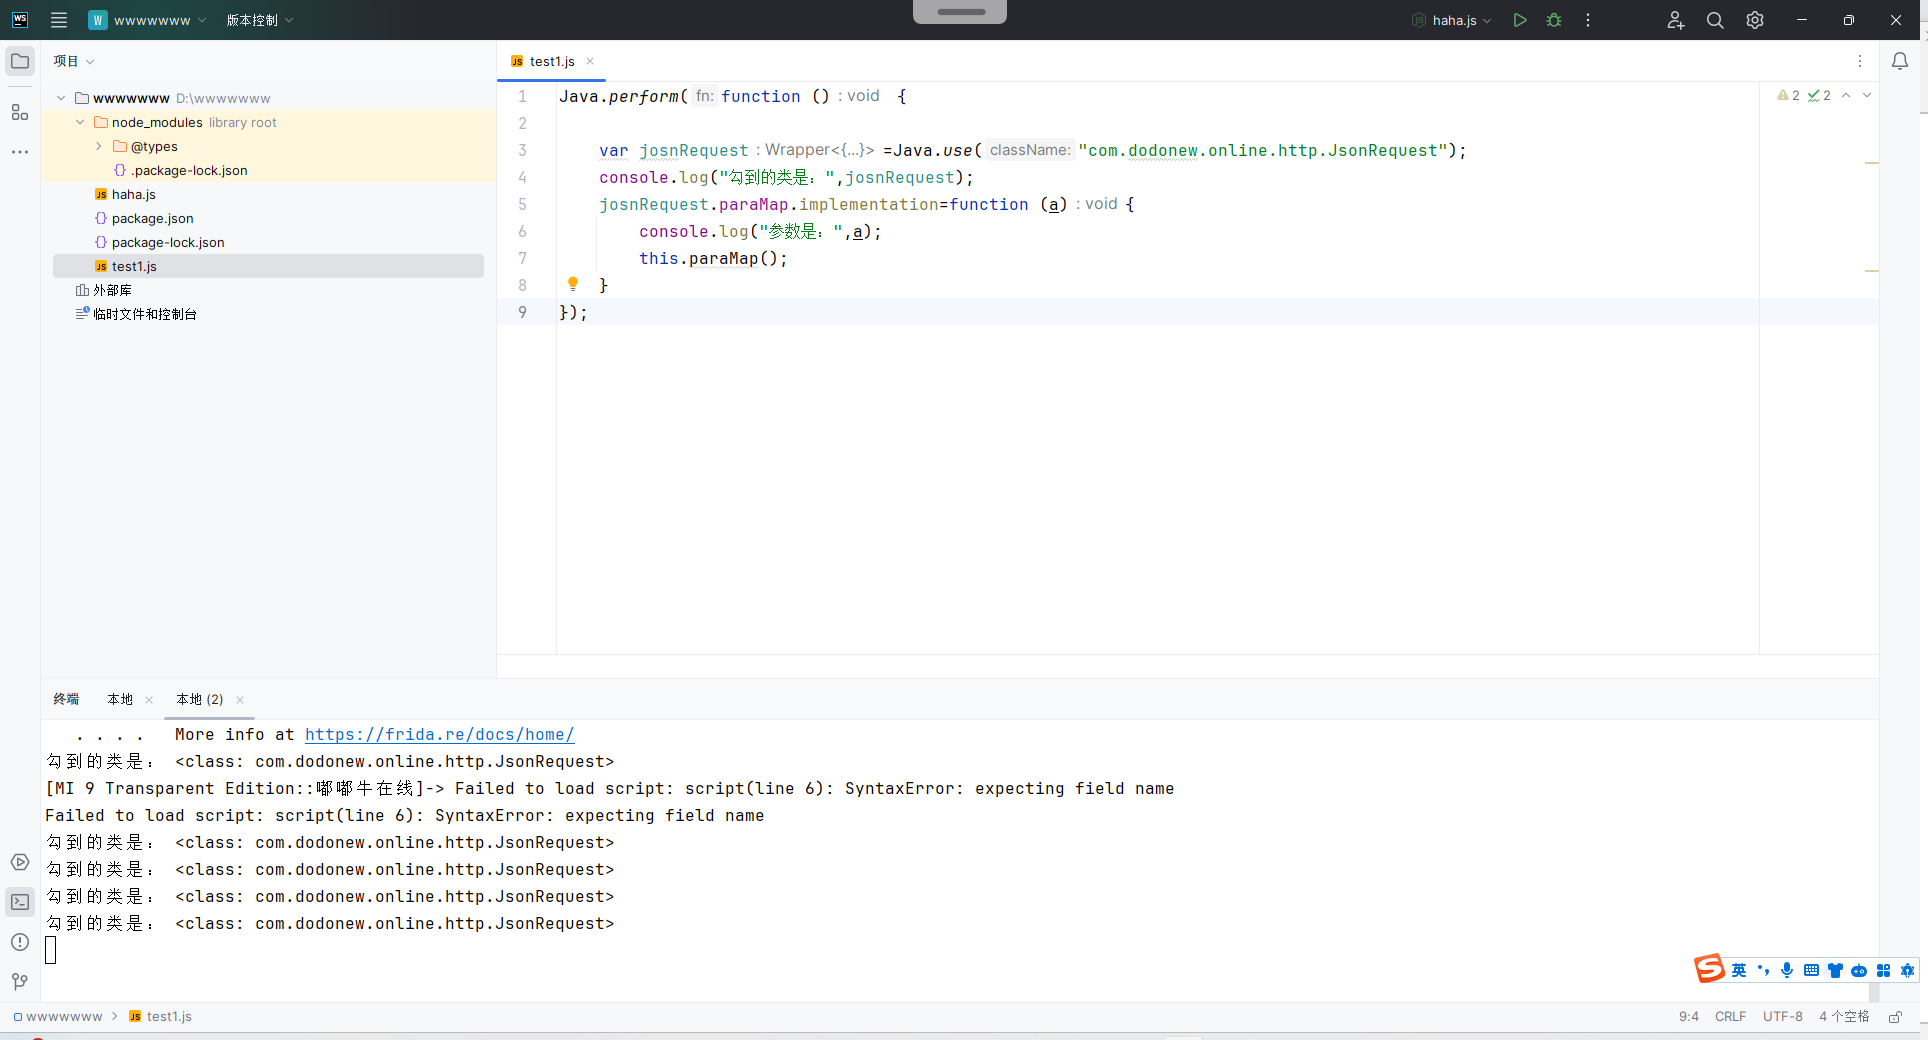 WS
W wwwwwww 版本控制
haha.js
项目
wwwwwww D:\wwwwwww
node_modules library root
@types
.package-lock.json
JS haha.js
package.json
package-lock.json
JS test1.js
外部库
临时文件和控制台
JS test1.js
2 2
1 Java.perform( fn: function () : void {
2
3 var josnRequest : Wrapper<{...}> =Java.use( className: "com.dodonew.online.http.JsonRequest");
4 console.log("勾到的类是：",josnRequest);
5 josnRequest.paraMap.implementation=function (a) : void {
6 console.log("参数是：",a);
7 this.paraMap();
8 }
9 });
终端 本地 本地 (2)
. . . . More info at https://frida.re/docs/home/
勾到的类是： <class: com.dodonew.online.http.JsonRequest>
[MI 9 Transparent Edition::嘟嘟牛在线]-> Failed to load script: script(line 6): SyntaxError: expecting field name
Failed to load script: script(line 6): SyntaxError: expecting field name
勾到的类是： <class: com.dodonew.online.http.JsonRequest>
勾到的类是： <class: com.dodonew.online.http.JsonRequest>
勾到的类是： <class: com.dodonew.online.http.JsonRequest>
勾到的类是： <class: com.dodonew.online.http.JsonRequest>
S 英
wwwwwww JS test1.js
9:4 CRLF UTF-8 4 个空格